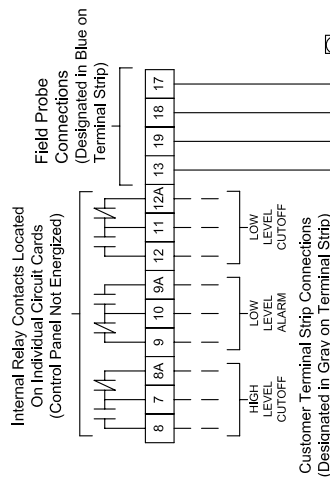 Internal Relay Contacts Located
On Individual Circuit Cards
(Control Panel Not Energized)
Field Probe
Connections
(Designated in Blue on
Terminal Strip)
8 7 8A 9 10 9A 12 11 12A 13 19 18 17
HIGH
LEVEL
CUTOFF
LOW
LEVEL
ALARM
LOW
LEVEL
CUTOFF
Customer Terminal Strip Connections
(Designated in Gray on Terminal Strip)